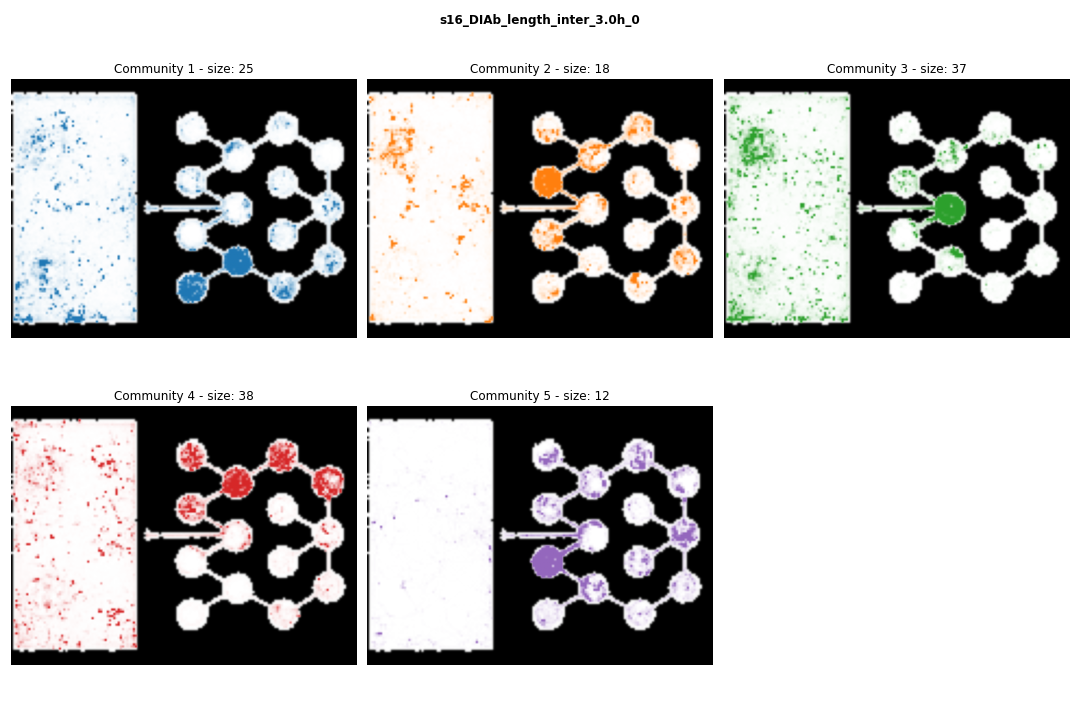 s16_DIAb_length_inter_3.0h_0
Community 1 - size: 25
Community 2 - size: 18
Community 3 - size: 37
Community 4 - size: 38
Community 5 - size: 12